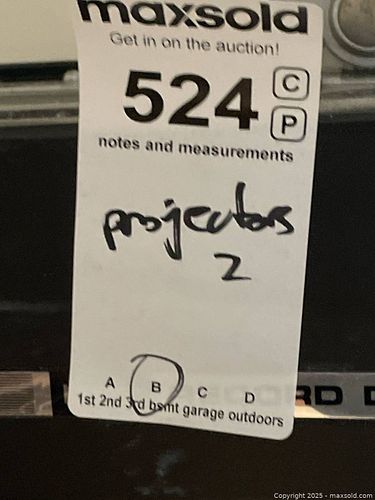 maxsold
Get in on the auction!
524 C
P
notes and measurements
projectors
2
A B C D
1st 2nd 3rd bsmt garage outdoors
RD D
Copyright 2025 - maxsold.com